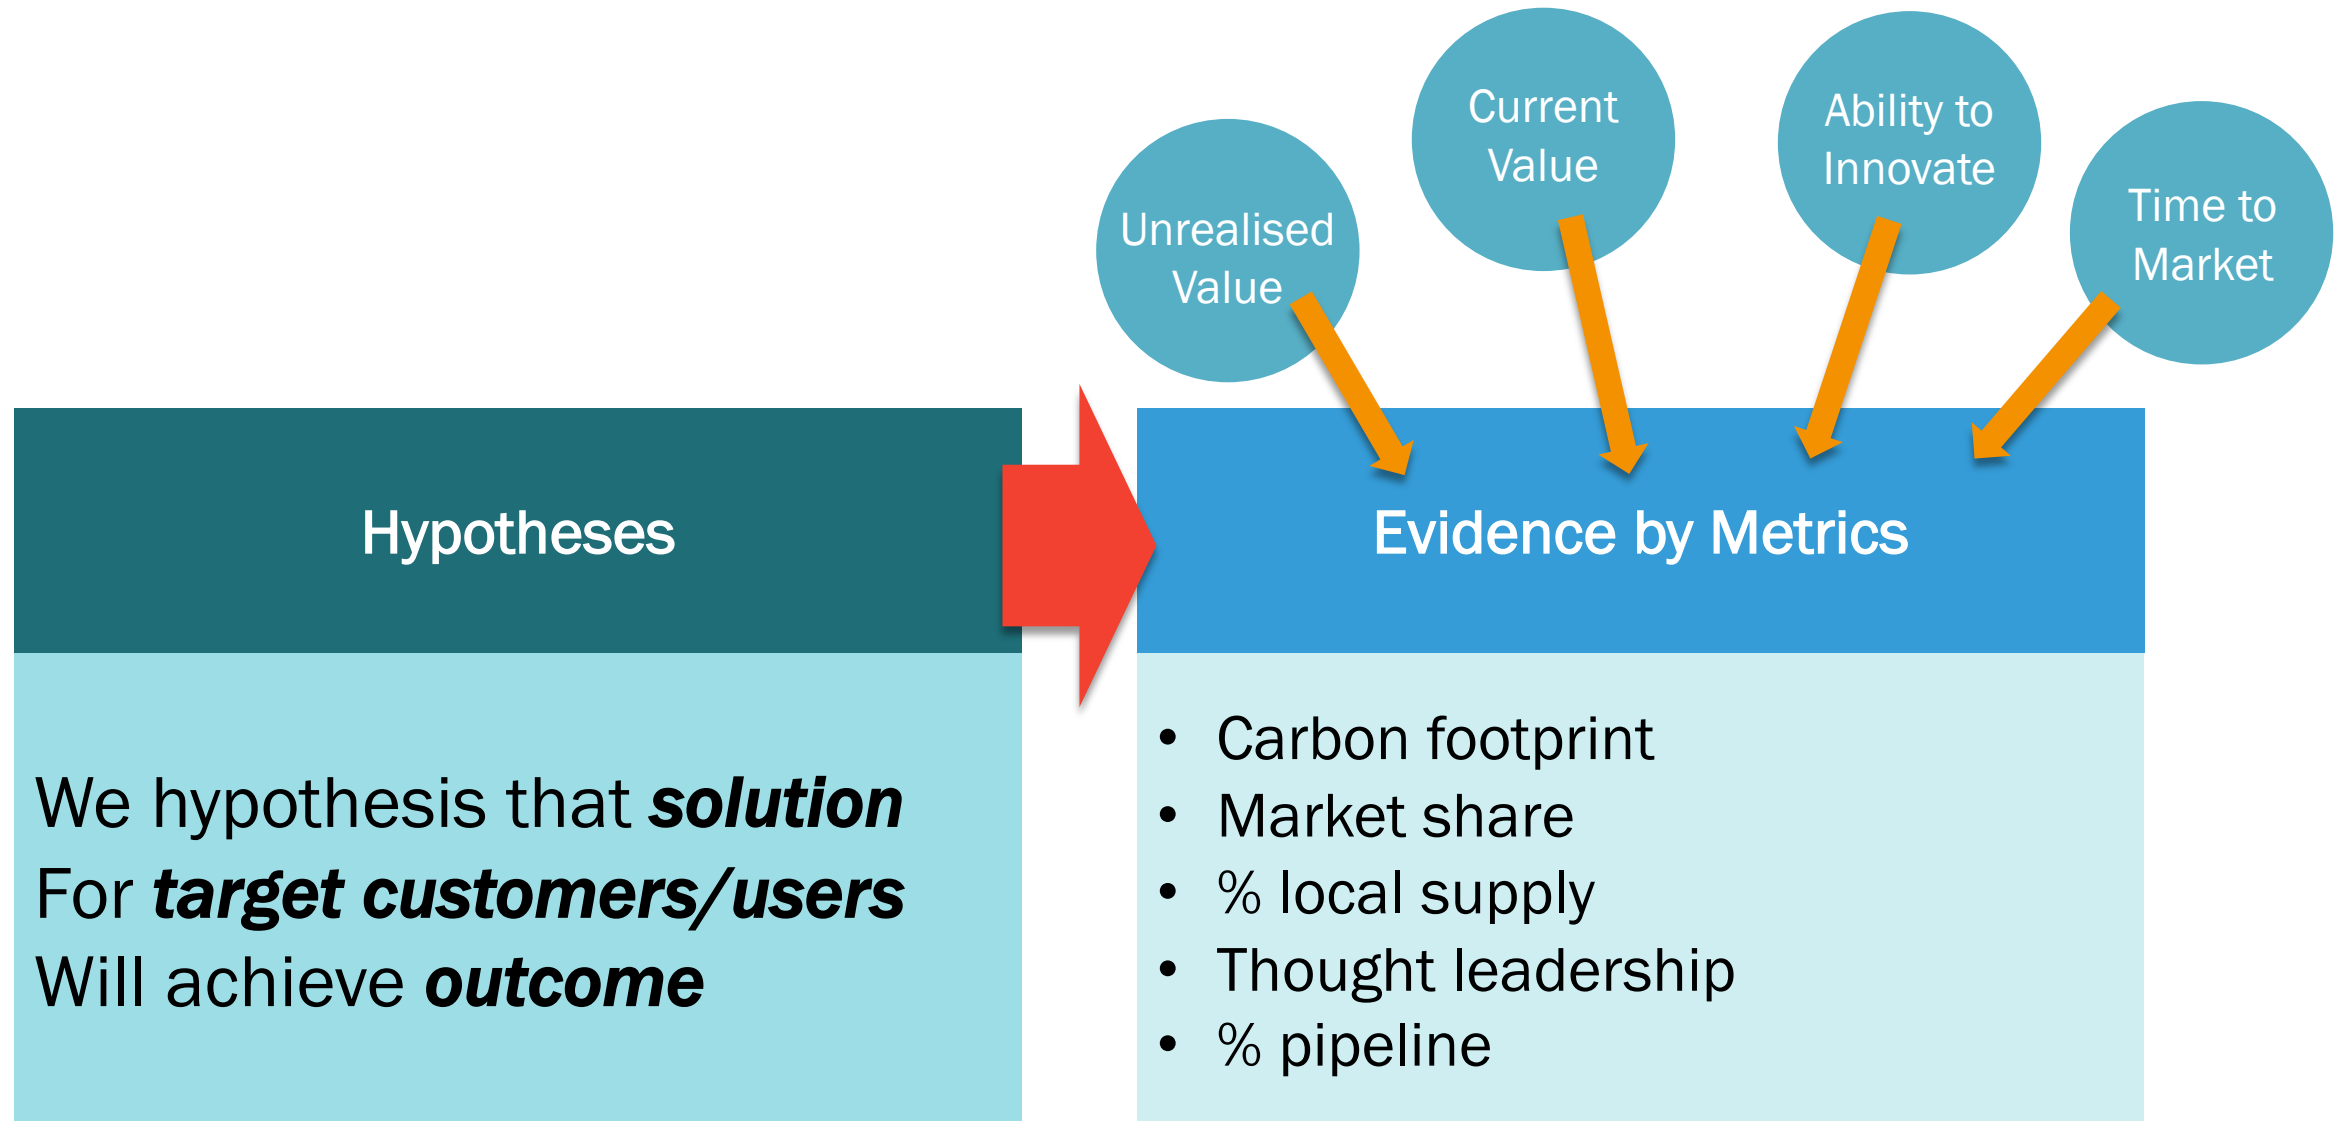 Unrealised
Value
Current
Value
Ability to
Innovate
Time to
Market
Hypotheses
We hypothesis that solution
For target customers/users
Will achieve outcome
Evidence by Metrics
• Carbon footprint
• Market share
• % local supply
• Thought leadership
• % pipeline